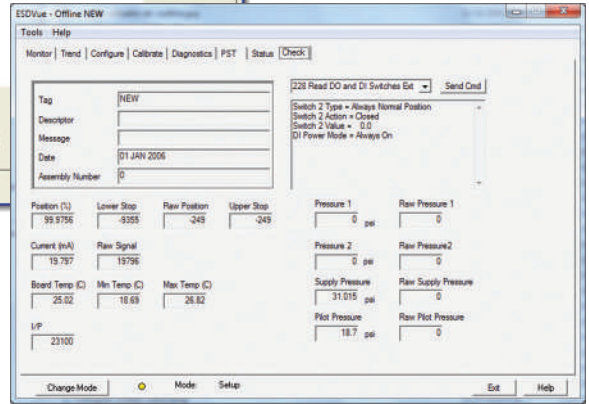 ESDVue - Offline NEW
Tools Help
Monitor Trend Configure Calibrate Diagnostics PST Status Check
Tag NEW
Descriptor
Message
Date 01 JAN 2006
Assembly Number 0
228 Read DO and DI Switches Ext Send Cmd
Switch 2 Type = Always Normal Position
Switch 2 Action = Closed
Switch 2 Value = 0.0
DI Power Mode = Always On
Position (%) Lower Stop Raw Position Upper Stop
99.9756 -9355 -249 -249
Current (mA) Raw Signal
19.797 19796
Board Temp (C) Min Temp (C) Max Temp (C)
25.02 18.69 26.82
I/P
23100
Pressure 1 Raw Pressure 1
0 psi 0
Pressure 2 Raw Pressure2
0 psi 0
Supply Pressure Raw Supply Pressure
31.015 psi 0
Pilot Pressure Raw Pilot Pressure
18.7 psi 0
Change Mode Mode: Setup Exit Help